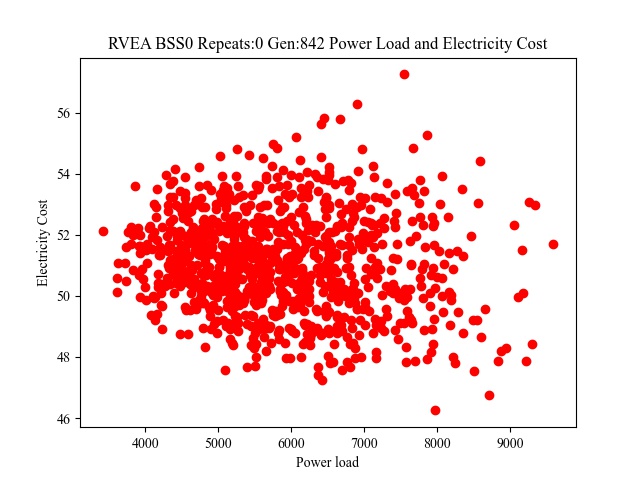 RVEA BSS0 Repeats:0 Gen:842 Power Load and Electricity Cost
Electricity Cost
56
54
52
50
48
46
4000 5000 6000 7000 8000 9000
Power load